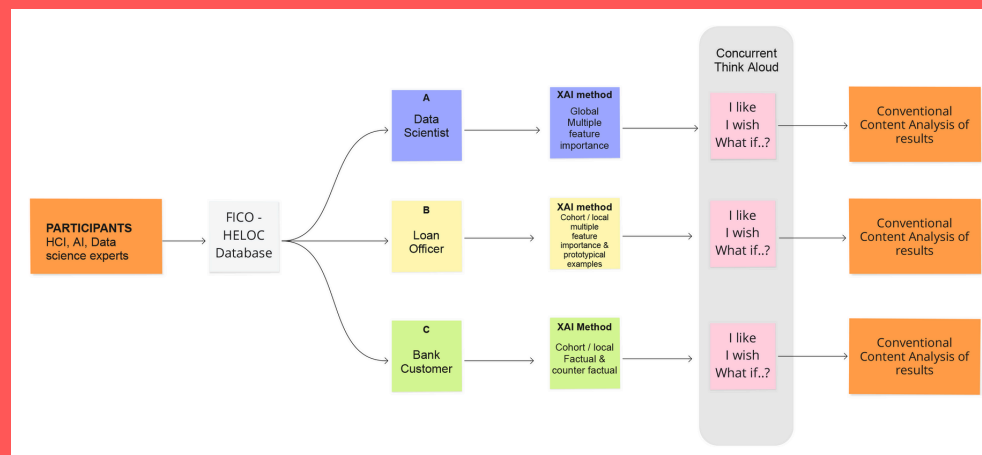 PARTICIPANTS
HCI, AI, Data
science experts
FICO -
HELOC
Database
A
Data
Scientist
XAI method
Global
Multiple
feature
importance
B
Loan
Officer
XAI method
Cohort / local
multiple
feature
importance &
prototypical
examples
C
Bank
Customer
XAI Method
Cohort / local
Factual &
counter factual
Concurrent
Think Aloud
I like
I wish
What if..?
I like
I wish
What if..?
I like
I wish
What if..?
Conventional
Content Analysis of
results
Conventional
Content Analysis of
results
Conventional
Content Analysis of
results